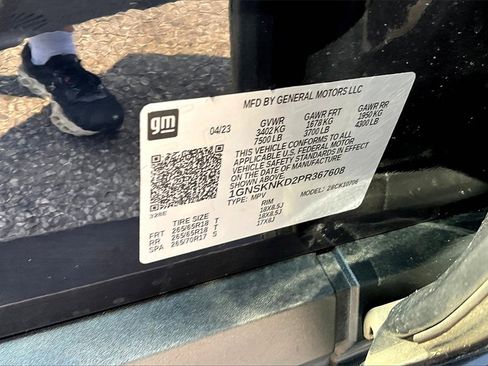 MFD BY GENERAL MOTORS LLC
gm
04/23
GVWR GAWR FRT GAWR RR
3402 KG 1678 KG 1950 KG
7500 LB 3700 LB 4300 LB
THIS VEHICLE CONFORMS TO ALL
APPLICABLE U.S. FEDERAL MOTOR
VEHICLE SAFETY STANDARDS IN EFFECT
ON THE DATE OF MANUFACTURE
SHOWN ABOVE.
1GNSKNKD2PR367608
TYPE: MPV MODEL:
328E
TIRE SIZE RIM
FRT 265/65R18 T 18X8.5J
RR 265/65R18 T 18X8.5J
SPA 265/70R17 S 17X8J